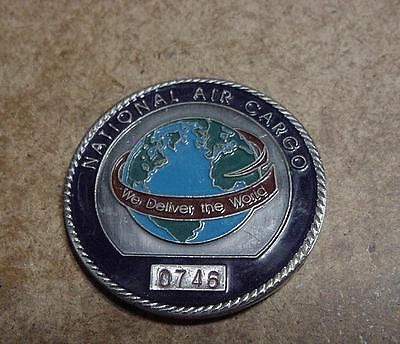 NATIONAL AIR CARGO
We Deliver the World
0746